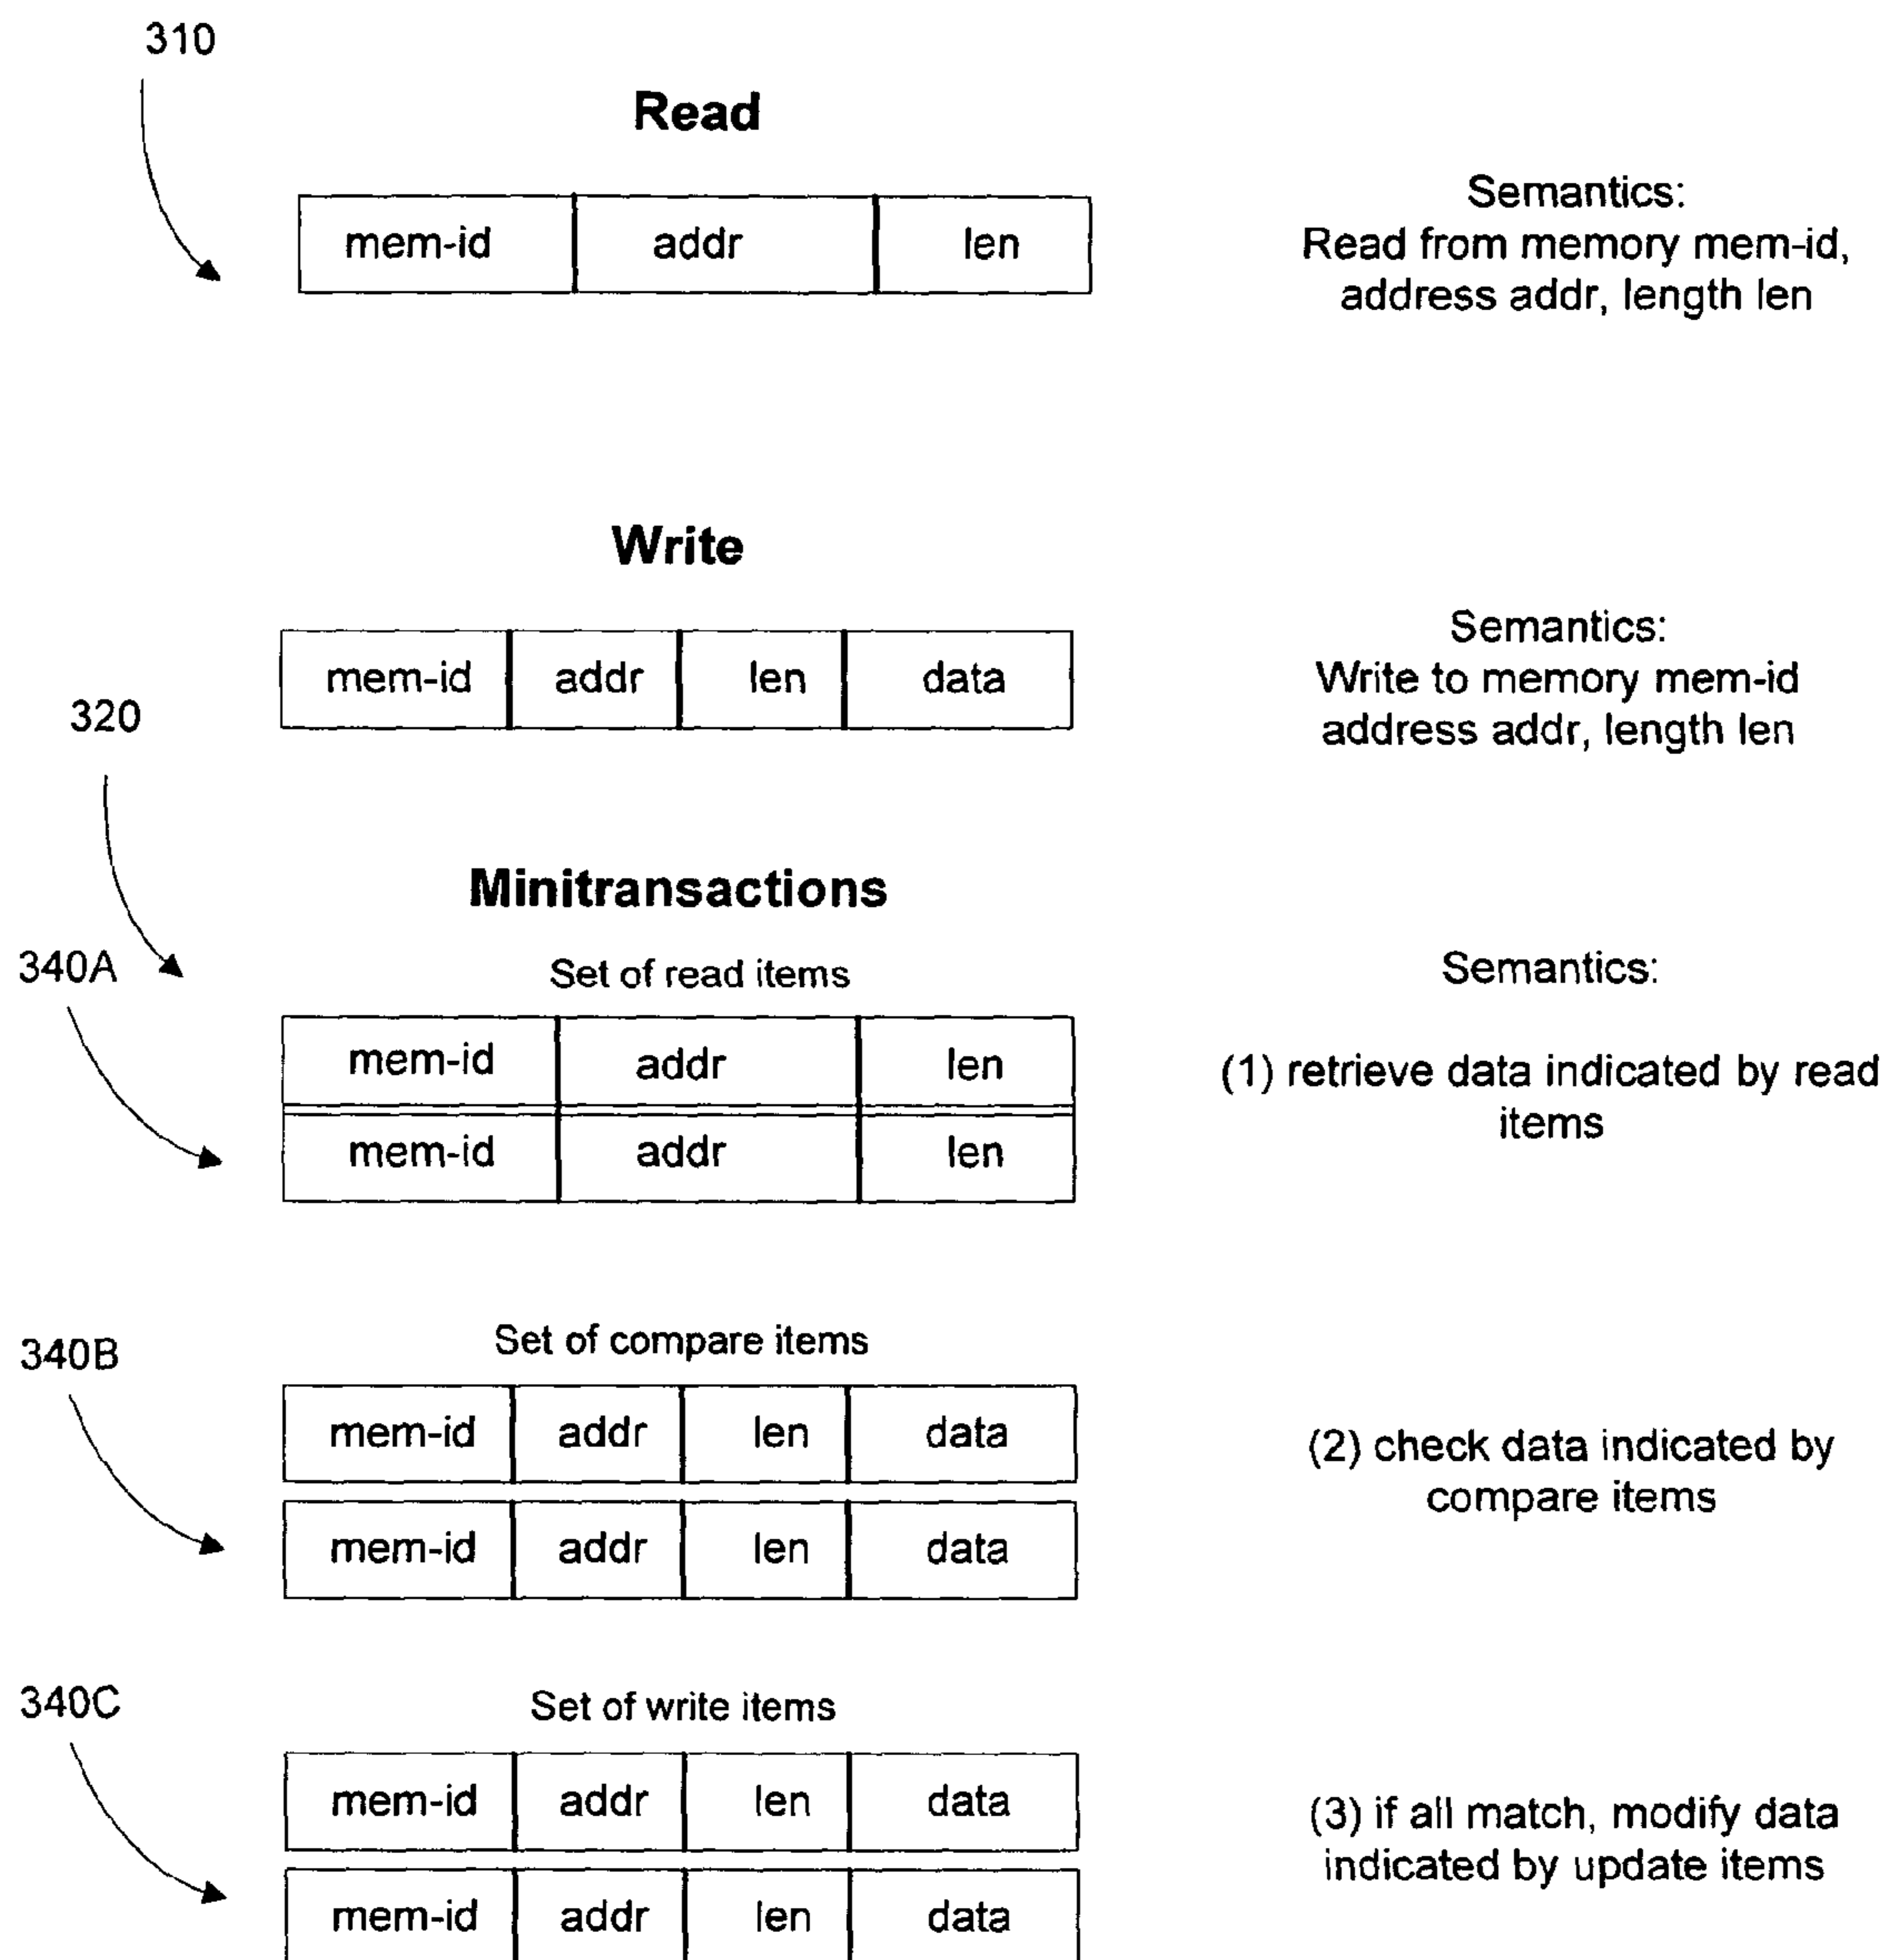 310
Read
mem-id addr len
Semantics:
Read from memory mem-id,
address addr, length len
Write
mem-id addr len data
Semantics:
Write to memory mem-id
address addr, length len
320
Minitransactions
340A
Set of read items
Semantics:
mem-id addr len
(1) retrieve data indicated by read
items
mem-id addr len
340B
Set of compare items
mem-id addr len data
(2) check data indicated by
compare items
mem-id addr len data
340C
Set of write items
mem-id addr len data
(3) if all match, modify data
indicated by update items
mem-id addr len data